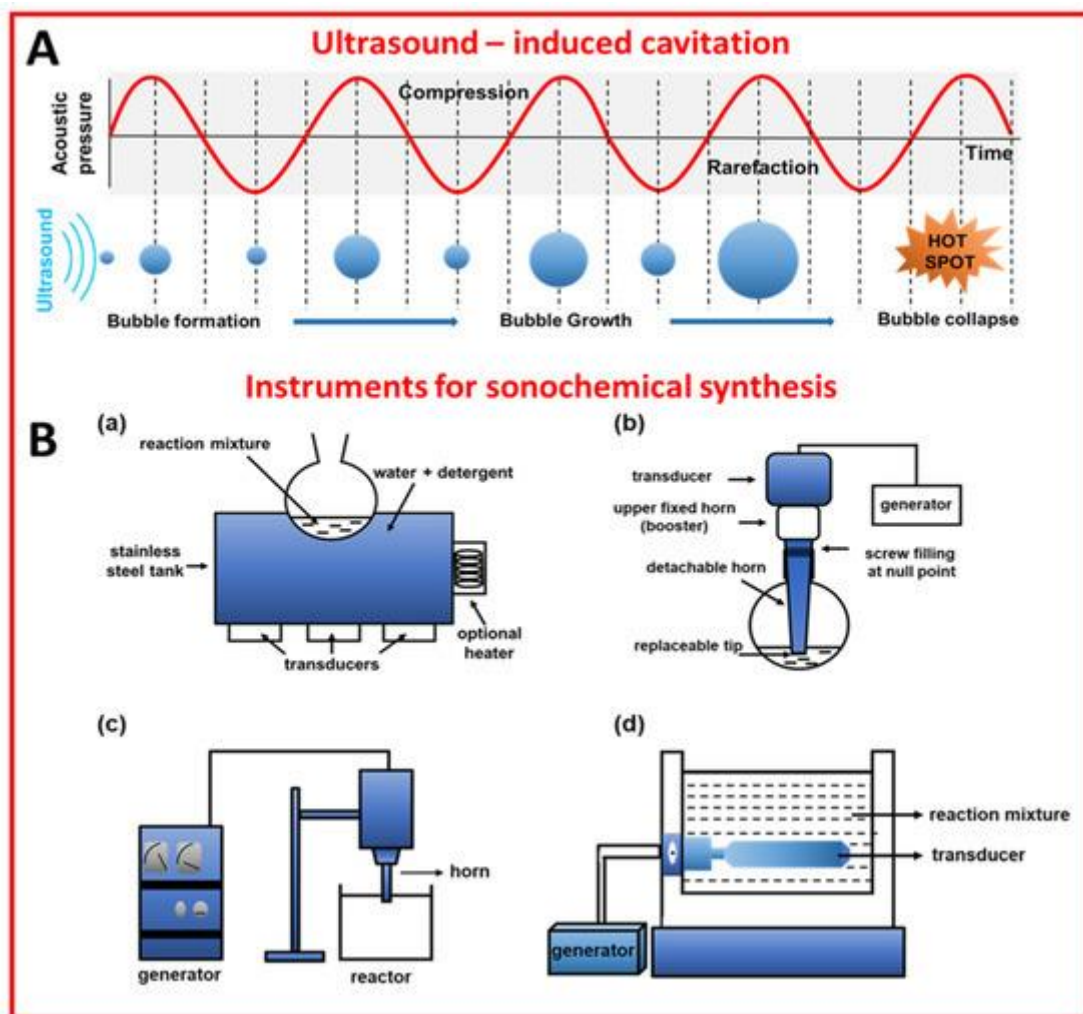 A
Ultrasound – induced cavitation
Acoustic
pressure
Compression
Rarefaction
Time
Ultrasound
HOT
SPOT
Bubble formation
Bubble Growth
Bubble collapse
Instruments for sonochemical synthesis
B
(a)
reaction mixture
water + detergent
stainless
steel tank
transducers
optional
heater
(b)
transducer
generator
upper fixed horn
(booster)
screw filling
at null point
detachable horn
replaceable tip
(c)
horn
generator
reactor
(d)
reaction mixture
transducer
generator